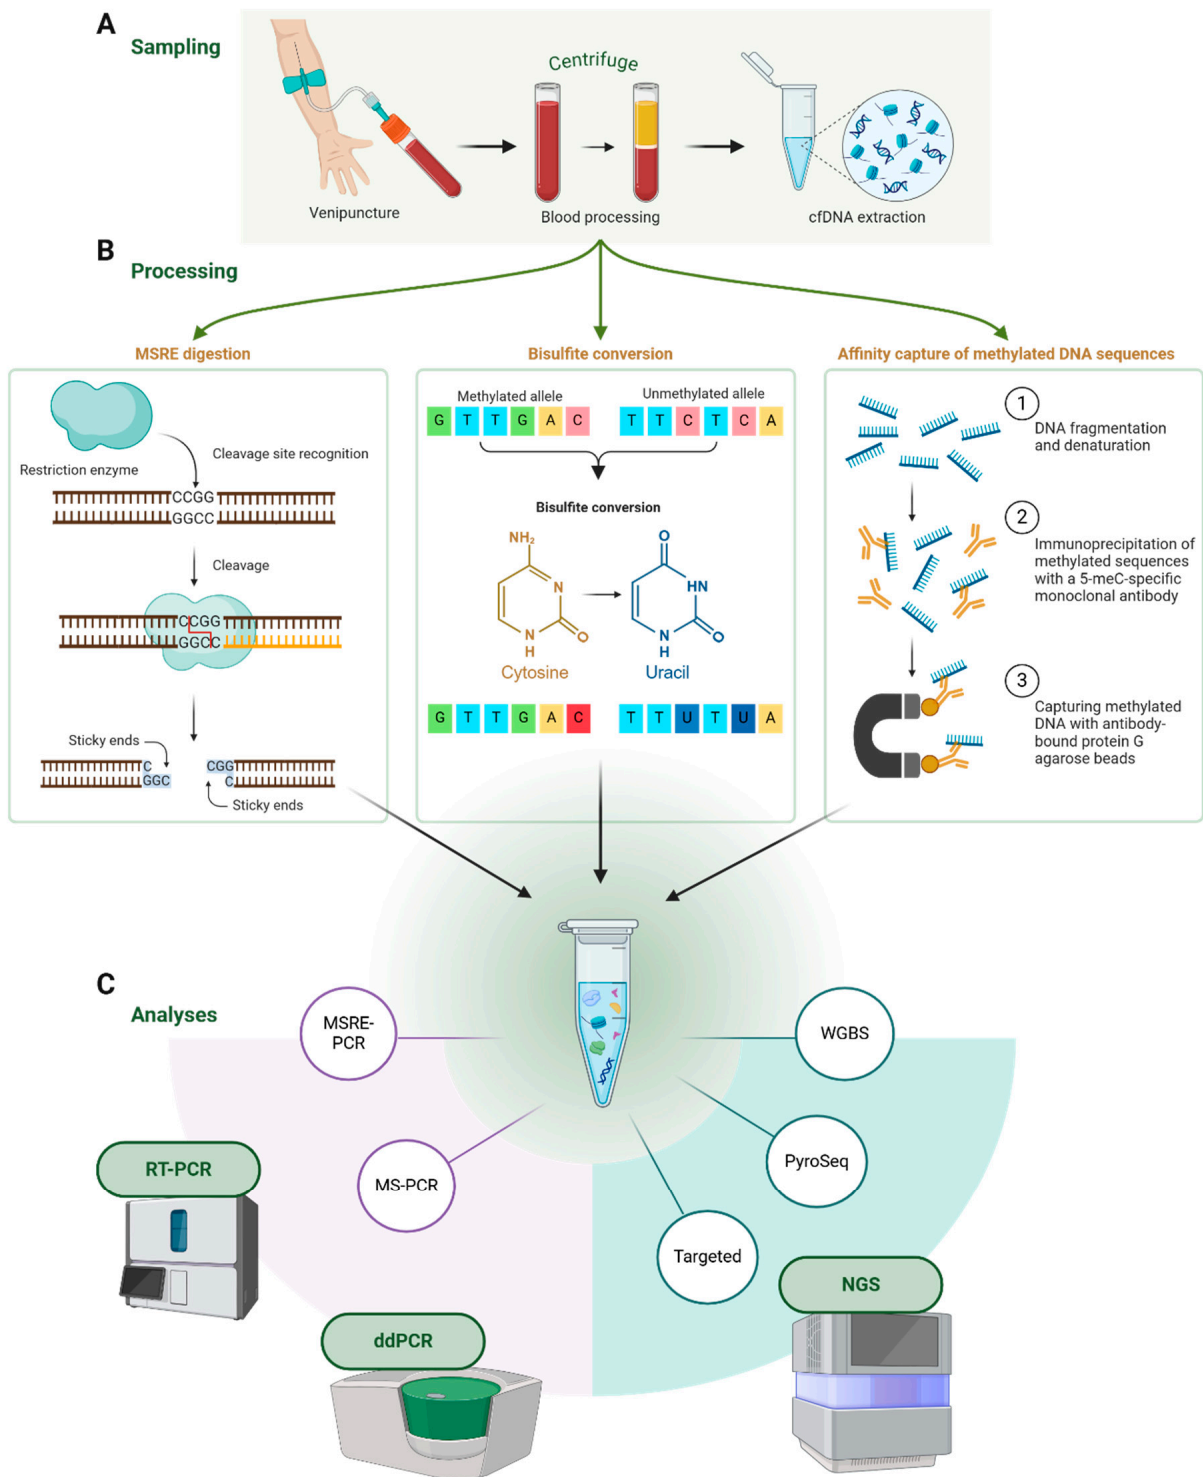 A
Sampling
Centrifuge
Venipuncture
Blood processing
cfDNA extraction
B
Processing
MSRE digestion
Restriction enzyme
Cleavage site recognition
CCGG
GGCC
Cleavage
CCGG
GGCC
Sticky ends
C
GGC
CGG
C
Sticky ends
Bisulfite conversion
Methylated allele
Unmethylated allele
G T T G A C
T T C T C A
Bisulfite conversion
NH₂
N
N
H
O
Cytosine
O
HN
N
H
O
Uracil
G T T G A C
T T U T U A
Affinity capture of methylated DNA sequences
1
DNA fragmentation
and denaturation
2
Immunoprecipitation of
methylated sequences
with a 5-meC-specific
monoclonal antibody
3
Capturing methylated
DNA with antibody-
bound protein G
agarose beads
C
Analyses
MSRE-
PCR
MS-PCR
WGBS
PyroSeq
Targeted
RT-PCR
ddPCR
NGS